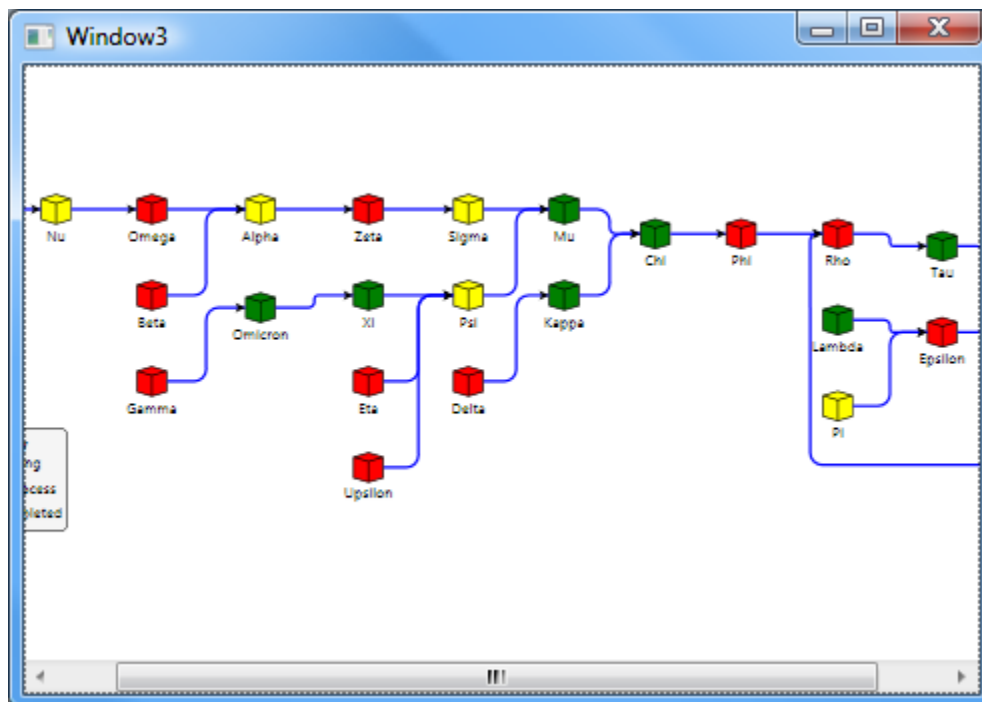 Window3
Nu
Omega
Alpha
Zeta
Sigma
Mu
Chi
Phi
Rho
Tau
Beta
Omicron
Xi
Psi
Kappa
Lambda
Epsilon
Gamma
Eta
Delta
Pi
Upsilon